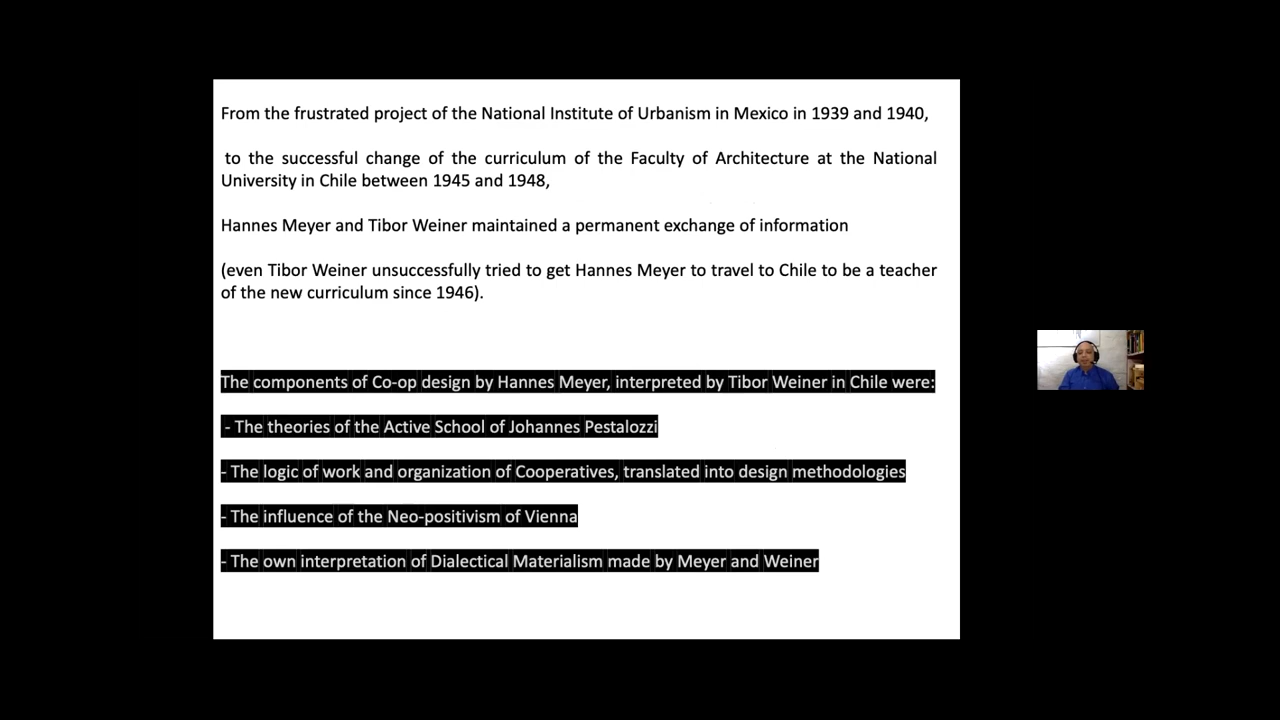 From the frustrated project of the National Institute of Urbanism in Mexico in 1939 and 1940,
to the successful change of the curriculum of the Faculty of Architecture at the National
University in Chile between 1945 and 1948,
Hannes Meyer and Tibor Weiner maintained a permanent exchange of information
(even Tibor Weiner unsuccessfully tried to get Hannes Meyer to travel to Chile to be a teacher
of the new curriculum since 1946).
The components of Co-op design by Hannes Meyer, interpreted by Tibor Weiner in Chile were:
- The theories of the Active School of Johannes Pestalozzi
- The logic of work and organization of Cooperatives, translated into design methodologies
- The influence of the Neo-positivism of Vienna
- The own interpretation of Dialectical Materialism made by Meyer and Weiner